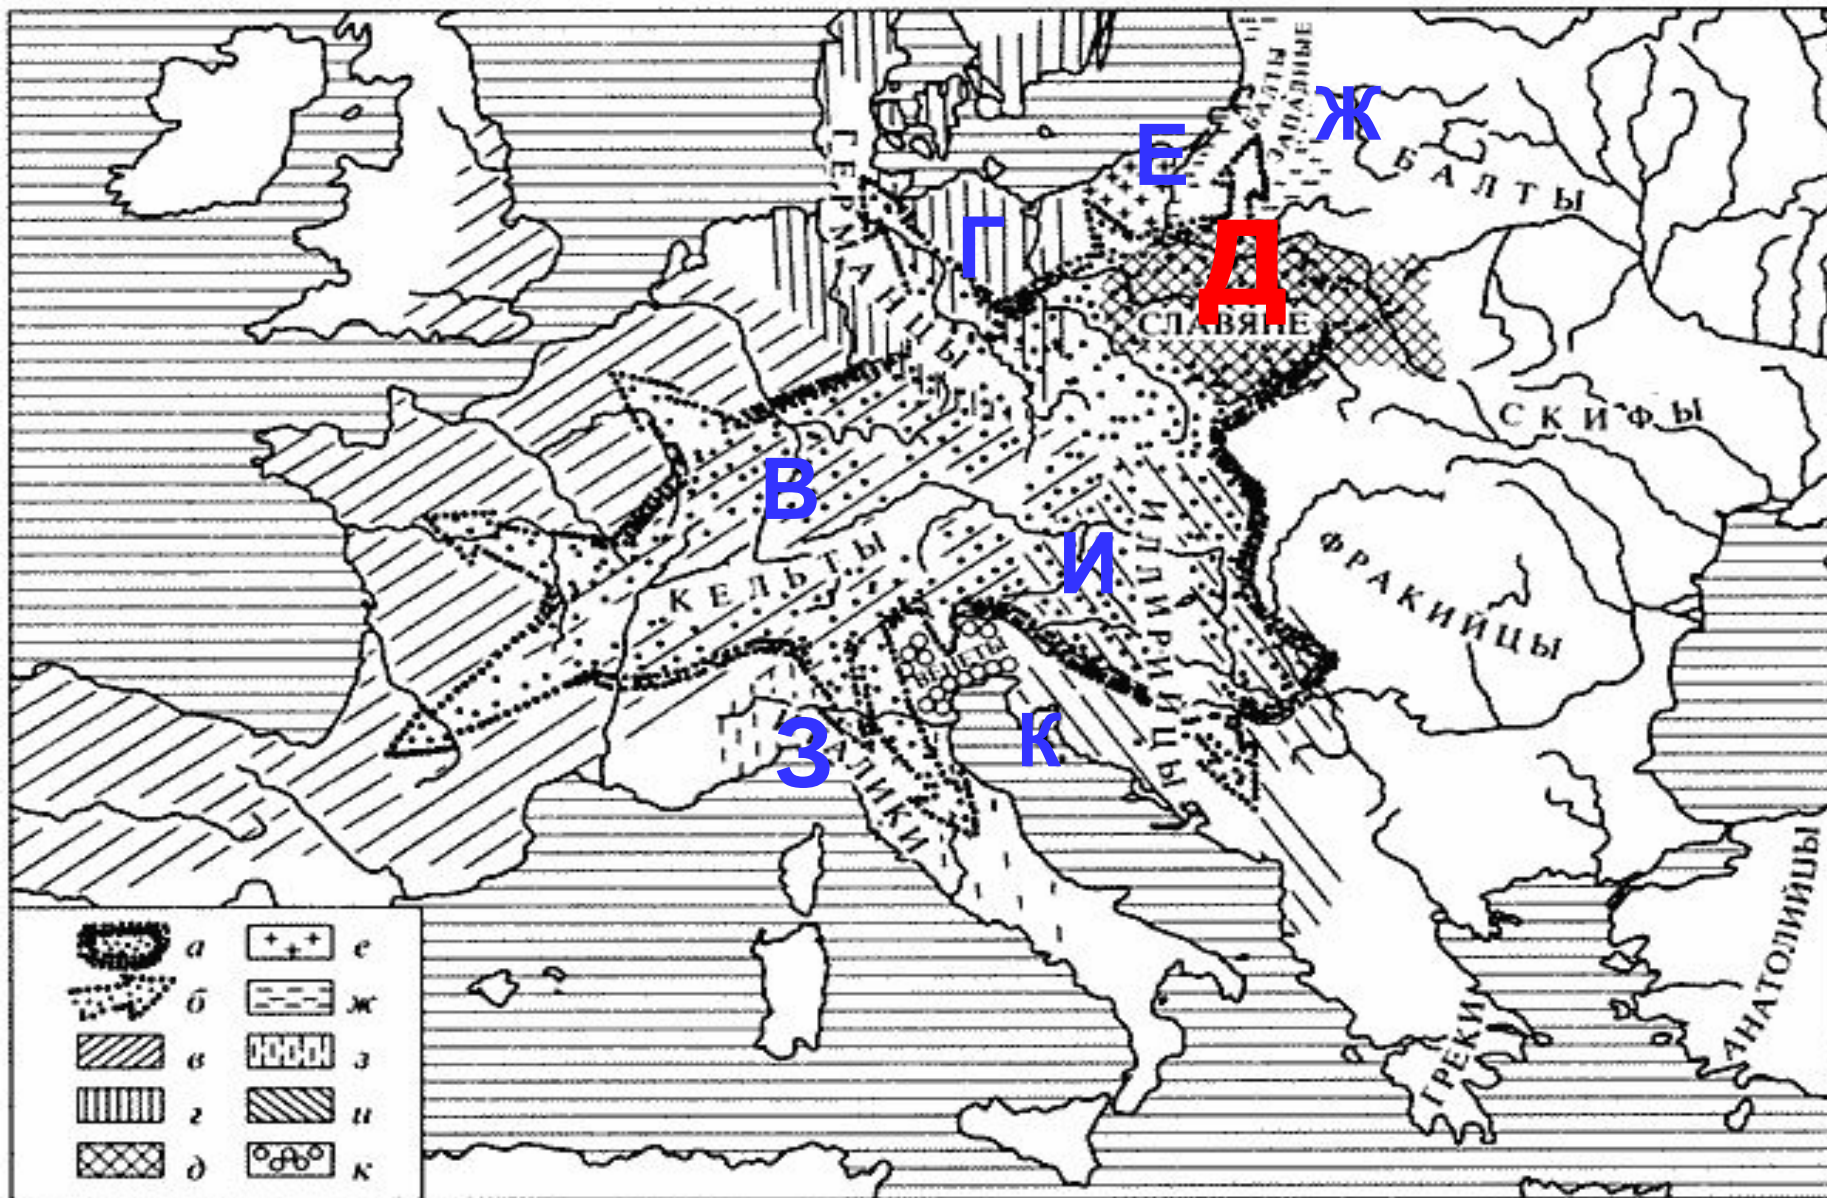 БАЛТЫ
ЗАПАДНЫЕ
Ж
Е
БАЛТЫ
ГЕРМАНЦЫ
Г
Д
СЛАВЯНЕ
СКИФЫ
В
И
ИЛЛИРИЙЦЫ
ФРАКИЙЦЫ
КЕЛЬТЫ
ВЕНЕТЫ
З
К
ИТАЛИКИ
АНАТОЛИЙЦЫ
ГРЕКИ
а
е
б
ж
в
з
г
и
д
к